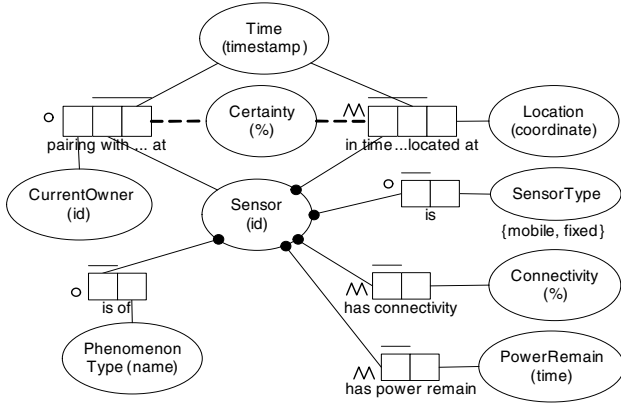 Time
(timestamp)
Certainty
(%)
Location
(coordinate)
pairing with ... at
in time ...located at
CurrentOwner
(id)
Sensor
(id)
SensorType
is
{mobile, fixed}
is of
Connectivity
(%)
has connectivity
Phenomenon
Type (name)
PowerRemain
(time)
has power remain